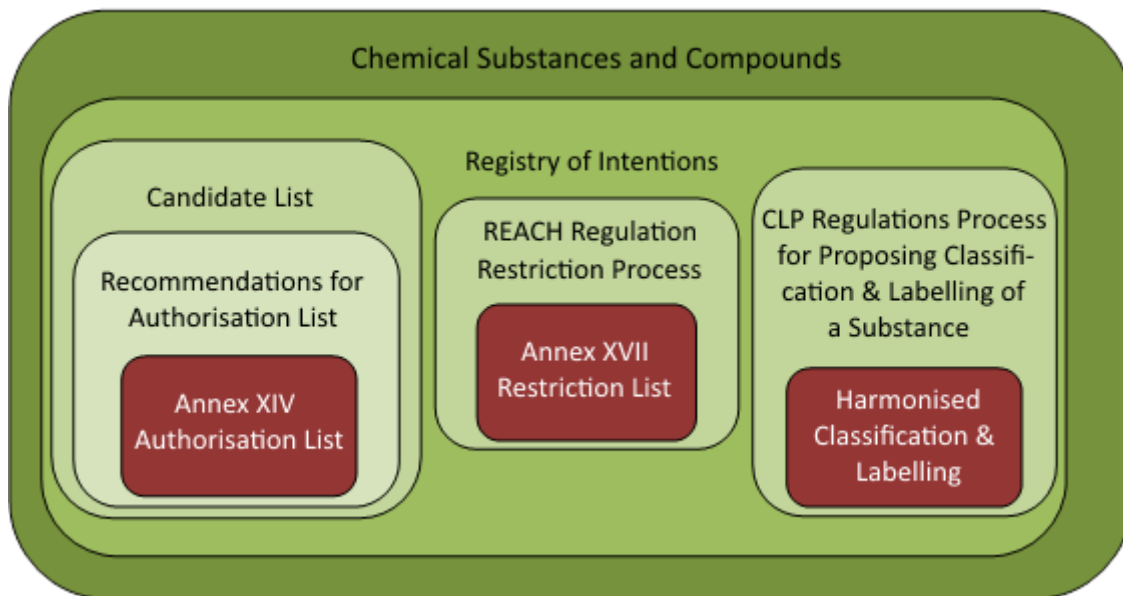 Chemical Substances and Compounds
Registry of Intentions
Candidate List
Recommendations for
Authorisation List
Annex XIV
Authorisation List
REACH Regulation
Restriction Process
Annex XVII
Restriction List
CLP Regulations Process
for Proposing Classifi-
cation & Labelling of
a Substance
Harmonised
Classification &
Labelling